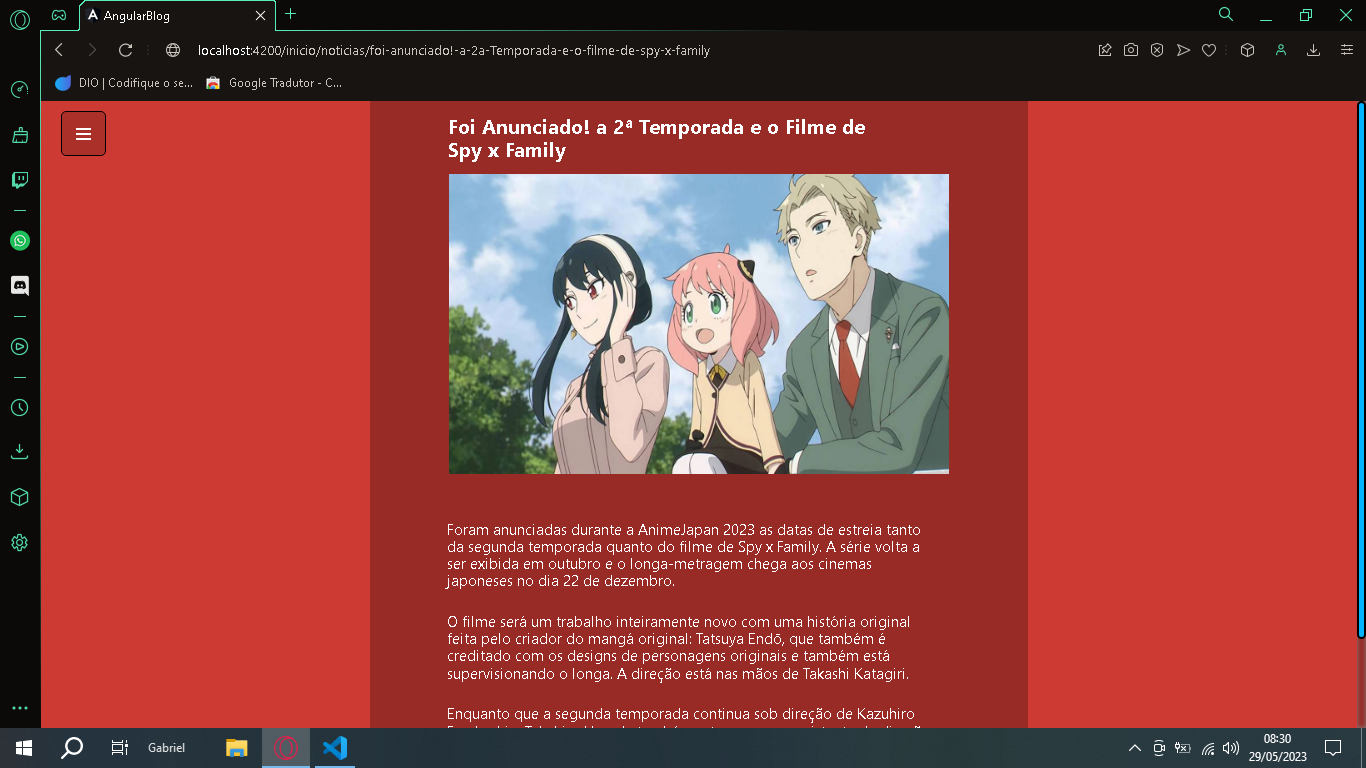 AngularBlog
localhost:4200/inicio/noticias/foi-anunciado!-a-2a-Temporada-e-o-filme-de-spy-x-family
DIO | Codifique o se...
Google Tradutor - C...
Foi Anunciado! a 2ª Temporada e o Filme de
Spy x Family
Foram anunciadas durante a AnimeJapan 2023 as datas de estreia tanto
da segunda temporada quanto do filme de Spy x Family. A série volta a
ser exibida em outubro e o longa-metragem chega aos cinemas
japoneses no dia 22 de dezembro.
O filme será um trabalho inteiramente novo com uma história original
feita pelo criador do mangá original: Tatsuya Endō, que também é
creditado com os designs de personagens originais e também está
supervisionando o longa. A direção está nas mãos de Takashi Katagiri.
Enquanto que a segunda temporada continua sob direção de Kazuhiro
Gabriel
08:30
29/05/2023